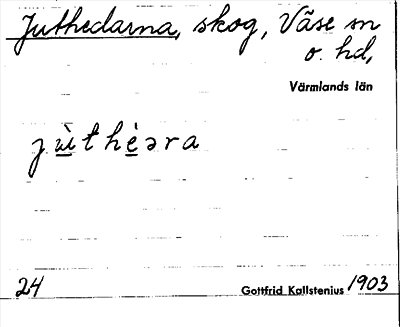 Juthedarna, skog, Väse sn
o. hd,
Värmlands län
jùthèəra
24 Gottfrid Kallstenius 1903